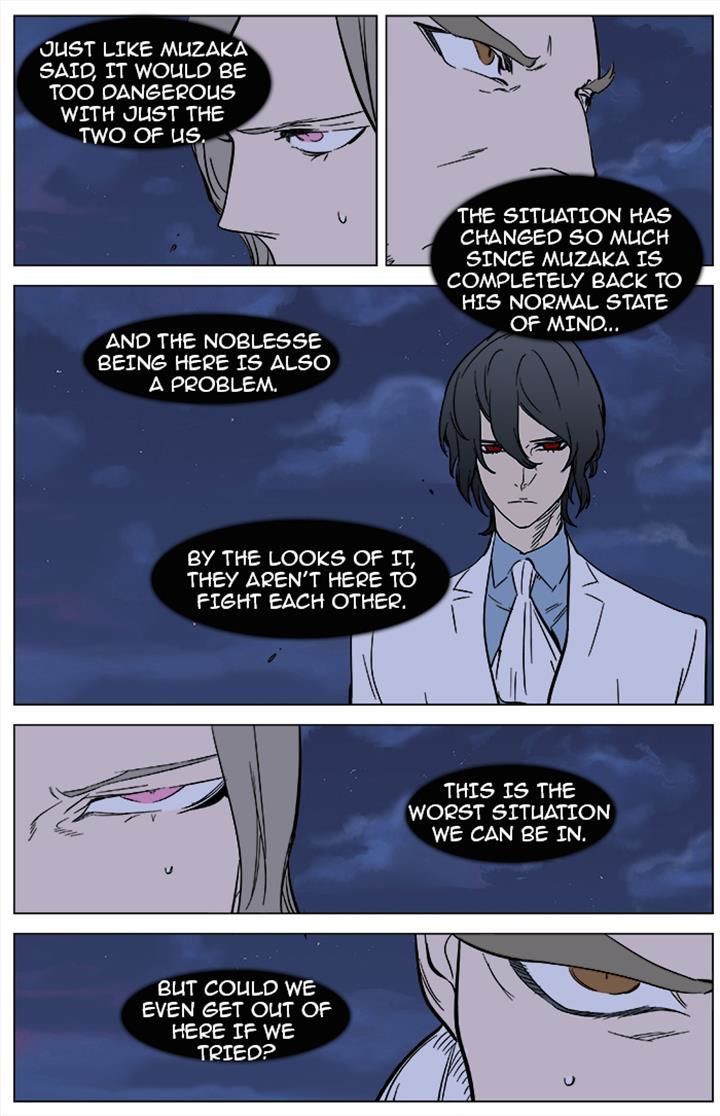 JUST LIKE MUZAKA
SAID, IT WOULD BE
TOO DANGEROUS
WITH JUST THE
TWO OF US.
THE SITUATION HAS
CHANGED SO MUCH
SINCE MUZAKA IS
COMPLETELY BACK TO
HIS NORMAL STATE
OF MIND...
AND THE NOBLESSE
BEING HERE IS ALSO
A PROBLEM.
BY THE LOOKS OF IT,
THEY AREN'T HERE TO
FIGHT EACH OTHER.
THIS IS THE
WORST SITUATION
WE CAN BE IN.
BUT COULD WE
EVEN GET OUT OF
HERE IF WE
TRIED?